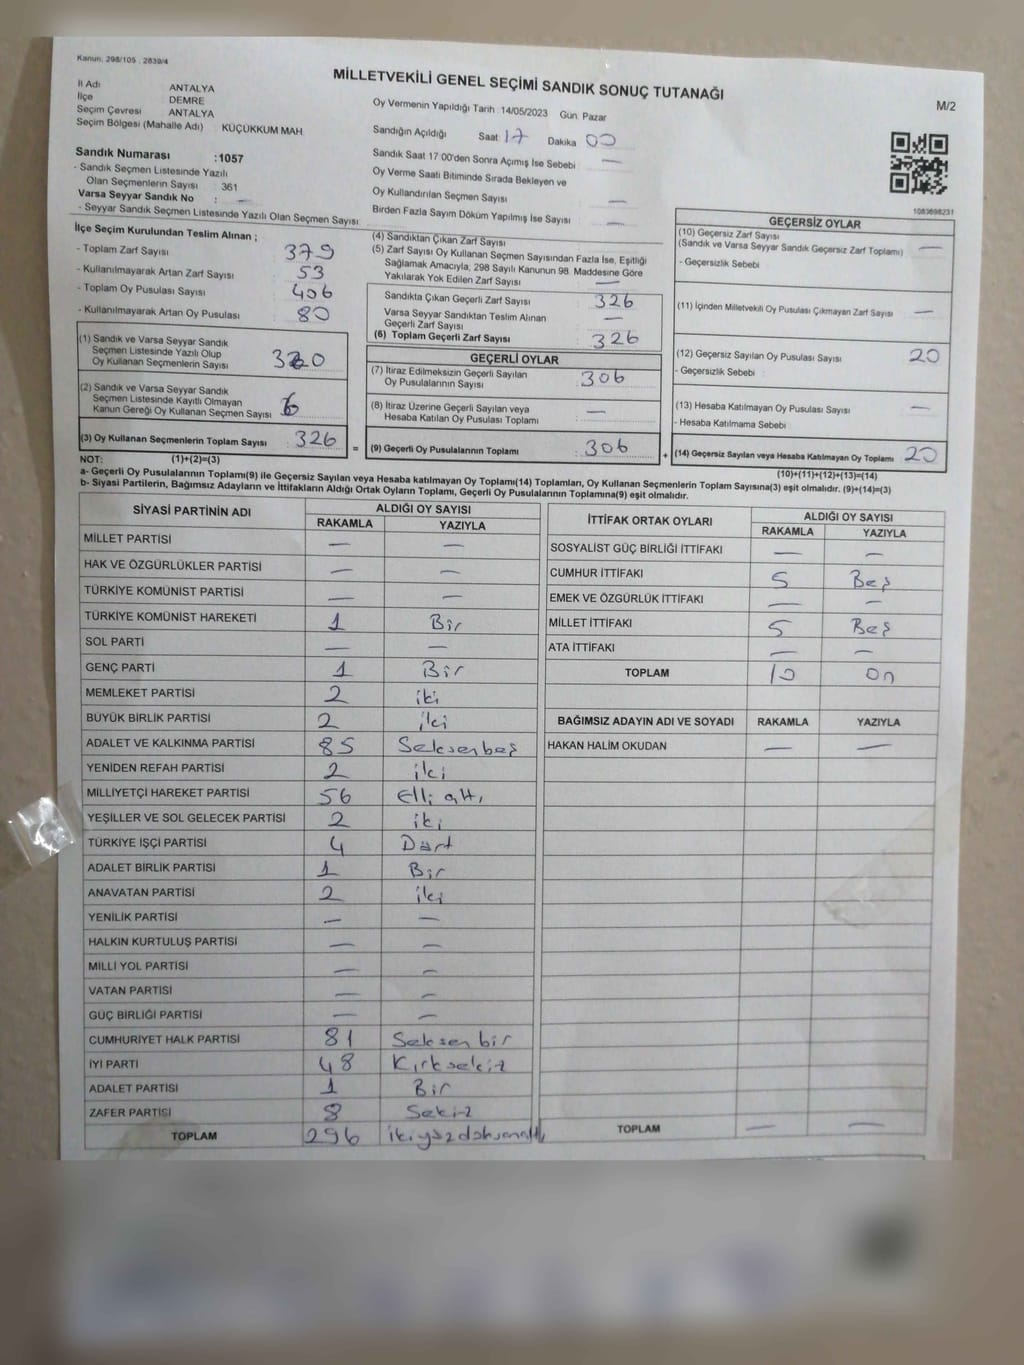 Kanun: 298/105 : 2839/4
MİLLETVEKİLİ GENEL SEÇİMİ SANDIK SONUÇ TUTANAĞI
M/2
İl Adı ANTALYA
İlçe DEMRE
Seçim Çevresi ANTALYA
Seçim Bölgesi (Mahalle Adı) KÜÇÜKKUM MAH.
Oy Vermenin Yapıldığı Tarih : 14/05/2023 Gün: Pazar
Sandığın Açıldığı Saat 17 Dakika 00
Sandık Numarası :1057
- Sandık Seçmen Listesinde Yazılı
Olan Seçmenlerin Sayısı : 361
Varsa Seyyar Sandık No : —
- Seyyar Sandık Seçmen Listesinde Yazılı Olan Seçmen Sayısı
Sandık Saat 17 00'den Sonra Açımış İse Sebebi —
Oy Verme Saati Bitiminde Sırada Bekleyen ve
Oy Kullandırılan Seçmen Sayısı —
Birden Fazla Sayım Döküm Yapılmış İse Sayısı —
1083698231
İlçe Seçim Kurulundan Teslim Alınan ;
- Toplam Zarf Sayısı 379
- Kullanılmayarak Artan Zarf Sayısı 53
- Toplam Oy Pusulası Sayısı 406
- Kullanılmayarak Artan Oy Pusulası 80
(1) Sandık ve Varsa Seyyar Sandık
Seçmen Listesinde Yazılı Olup
Oy Kullanan Seçmenlerin Sayısı 320
(2) Sandık ve Varsa Seyyar Sandık
Seçmen Listesinde Kayıtlı Olmayan
Kanun Gereği Oy Kullanan Seçmen Sayısı 6
(3) Oy Kullanan Seçmenlerin Toplam Sayısı 326
(4) Sandıktan Çıkan Zarf Sayısı
(5) Zarf Sayısı Oy Kullanan Seçmen Sayısından Fazla İse, Eşitliği
Sağlamak Amacıyla; 298 Sayılı Kanunun 98. Maddesine Göre
Yakılarak Yok Edilen Zarf Sayısı —
Sandıkta Çıkan Geçerli Zarf Sayısı 326
Varsa Seyyar Sandıktan Teslim Alınan
Geçerli Zarf Sayısı —
(6) Toplam Geçerli Zarf Sayısı 326
GEÇERLİ OYLAR
(7) İtiraz Edilmeksizin Geçerli Sayılan
Oy Pusulalarının Sayısı 306
(8) İtiraz Üzerine Geçerli Sayılan veya
Hesaba Katılan Oy Pusulası Toplamı —
= (9) Geçerli Oy Pusulalarının Toplamı 306 +
GEÇERSİZ OYLAR
(10) Geçersiz Zarf Sayısı —
(Sandık ve Varsa Seyyar Sandık Geçersiz Zarf Toplamı)
- Geçersizlik Sebebi
(11) İçinden Milletvekili Oy Pusulası Çıkmayan Zarf Sayısı —
(12) Geçersiz Sayılan Oy Pusulası Sayısı 20
- Geçersizlik Sebebi :
(13) Hesaba Katılmayan Oy Pusulası Sayısı —
- Hesaba Katılmama Sebebi
(14) Geçersiz Sayılan veya Hesaba Katılmayan Oy Toplamı 20
NOT: (1)+(2)=(3) (10)+(11)+(12)+(13)=(14)
a- Geçerli Oy Pusulalarının Toplamı(9) ile Geçersiz Sayılan veya Hesaba katılmayan Oy Toplamı(14) Toplamları, Oy Kullanan Seçmenlerin Toplam Sayısına(3) eşit olmalıdır. (9)+(14)=(3)
b- Siyasi Partilerin, Bağımsız Adayların ve İttifakların Aldığı Ortak Oyların Toplamı, Geçerli Oy Pusulalarının Toplamına(9) eşit olmalıdır.
SİYASİ PARTİNİN ADI ALDIĞI OY SAYISI
RAKAMLA YAZIYLA
MİLLET PARTİSİ — —
HAK VE ÖZGÜRLÜKLER PARTİSİ — —
TÜRKİYE KOMÜNİST PARTİSİ — —
TÜRKİYE KOMÜNİST HAREKETİ 1 Bir
SOL PARTİ — —
GENÇ PARTİ 1 Bir
MEMLEKET PARTİSİ 2 iki
BÜYÜK BİRLİK PARTİSİ 2 iki
ADALET VE KALKINMA PARTİSİ 85 Seksenbeş
YENİDEN REFAH PARTİSİ 2 iki
MİLLİYETÇİ HAREKET PARTİSİ 56 Elli altı
YEŞİLLER VE SOL GELECEK PARTİSİ 2 iki
TÜRKİYE İŞÇİ PARTİSİ 4 Dört
ADALET BİRLİK PARTİSİ 1 Bir
ANAVATAN PARTİSİ 2 iki
YENİLİK PARTİSİ — —
HALKIN KURTULUŞ PARTİSİ — —
MİLLİ YOL PARTİSİ — —
VATAN PARTİSİ — —
GÜÇ BİRLİĞİ PARTİSİ — —
CUMHURİYET HALK PARTİSİ 81 Seksen bir
İYİ PARTİ 48 Kırksekiz
ADALET PARTİSİ 1 Bir
ZAFER PARTİSİ 8 Sekiz
TOPLAM 296 ikiyüzdoksanaltı
İTTİFAK ORTAK OYLARI ALDIĞI OY SAYISI
RAKAMLA YAZIYLA
SOSYALİST GÜÇ BİRLİĞİ İTTİFAKI — —
CUMHUR İTTİFAKI 5 Beş
EMEK VE ÖZGÜRLÜK İTTİFAKI — —
MİLLET İTTİFAKI 5 Beş
ATA İTTİFAKI — —
TOPLAM 10 On
BAĞIMSIZ ADAYIN ADI VE SOYADI RAKAMLA YAZIYLA
HAKAN HALİM OKUDAN — —
TOPLAM — —